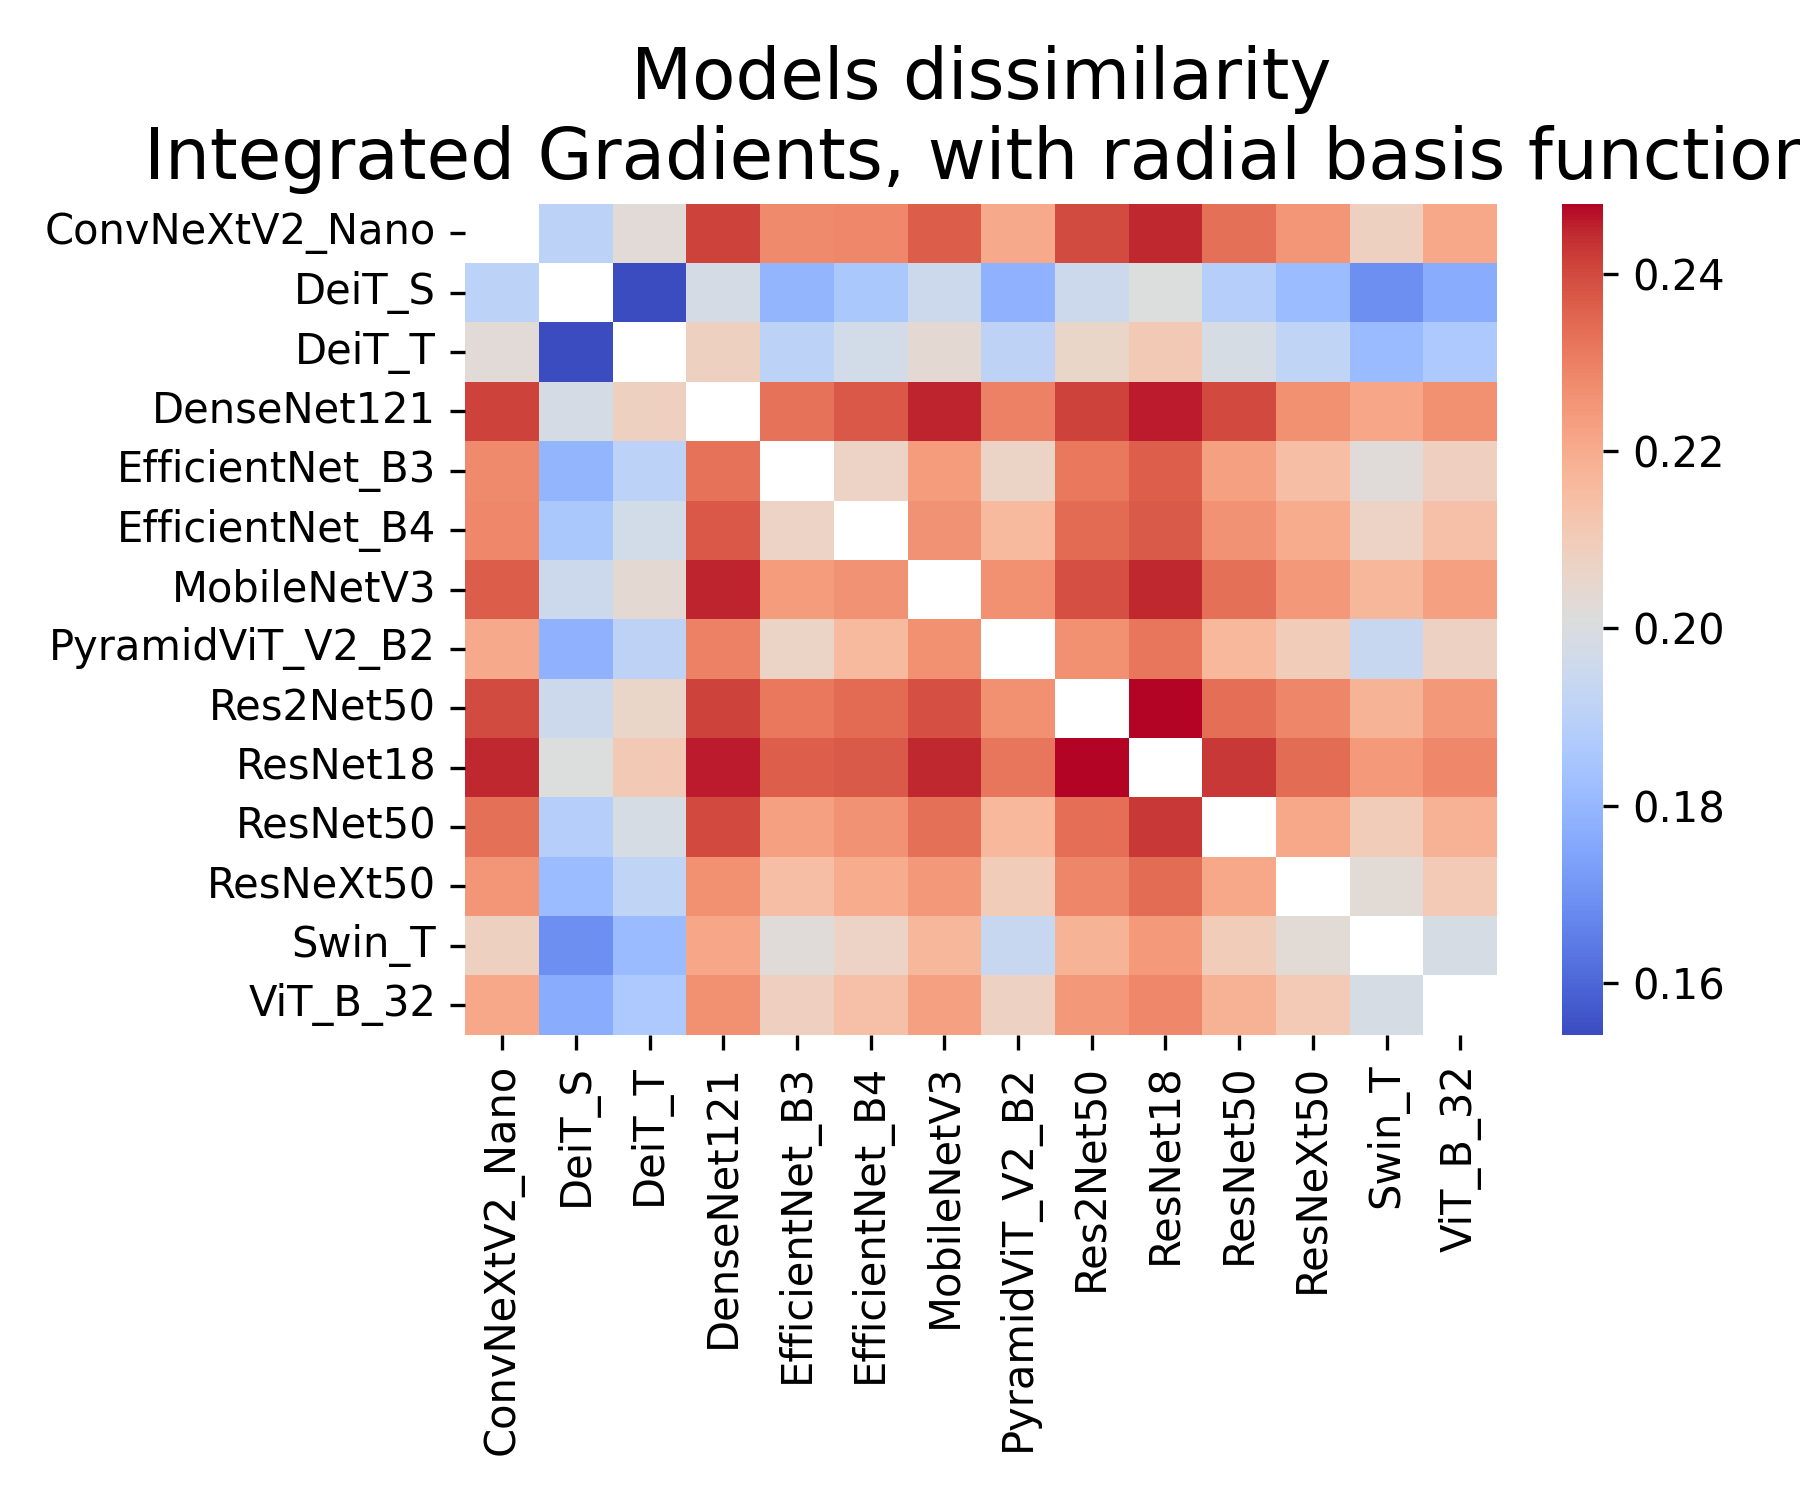 Models dissimilarity
Integrated Gradients, with radial basis function
ConvNeXtV2_Nano
DeiT_S
DeiT_T
DenseNet121
EfficientNet_B3
EfficientNet_B4
MobileNetV3
PyramidViT_V2_B2
Res2Net50
ResNet18
ResNet50
ResNeXt50
Swin_T
ViT_B_32
0.24
0.22
0.20
0.18
0.16
ConvNeXtV2_Nano
DeiT_S
DeiT_T
DenseNet121
EfficientNet_B3
EfficientNet_B4
MobileNetV3
PyramidViT_V2_B2
Res2Net50
ResNet18
ResNet50
ResNeXt50
Swin_T
ViT_B_32